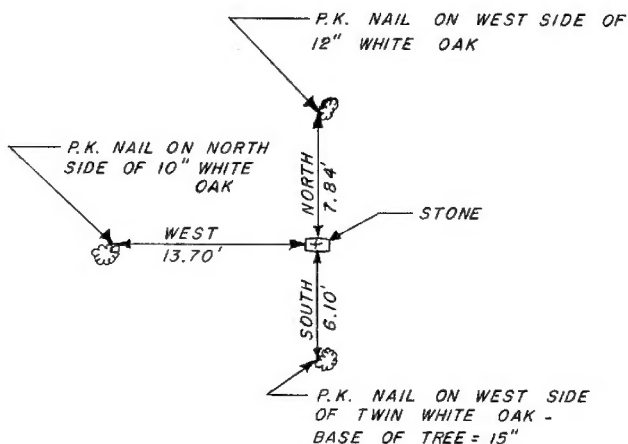 P.K. NAIL ON WEST SIDE OF
12" WHITE OAK
P.K. NAIL ON NORTH
SIDE OF 10" WHITE
OAK
NORTH
7.84'
STONE
WEST
13.70'
SOUTH
6.10'
P.K. NAIL ON WEST SIDE
OF TWIN WHITE OAK -
BASE OF TREE = 15"